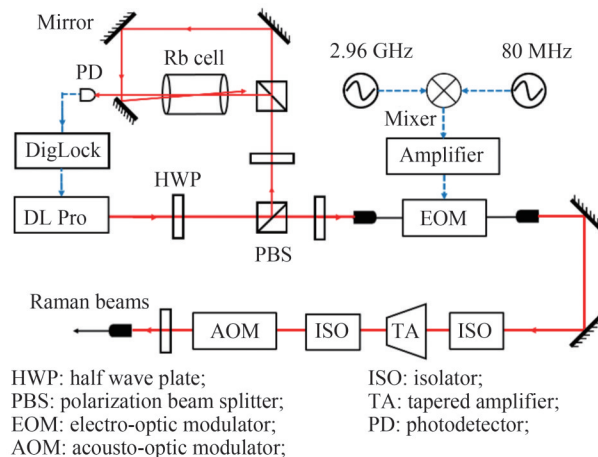 Mirror
2.96 GHz
80 MHz
PD
Rb cell
Mixer
DigLock
Amplifier
HWP
DL Pro
EOM
PBS
Raman beams
AOM
ISO
TA
ISO
HWP: half wave plate;
PBS: polarization beam splitter;
EOM: electro-optic modulator;
AOM: acousto-optic modulator;
ISO: isolator;
TA: tapered amplifier;
PD: photodetector;